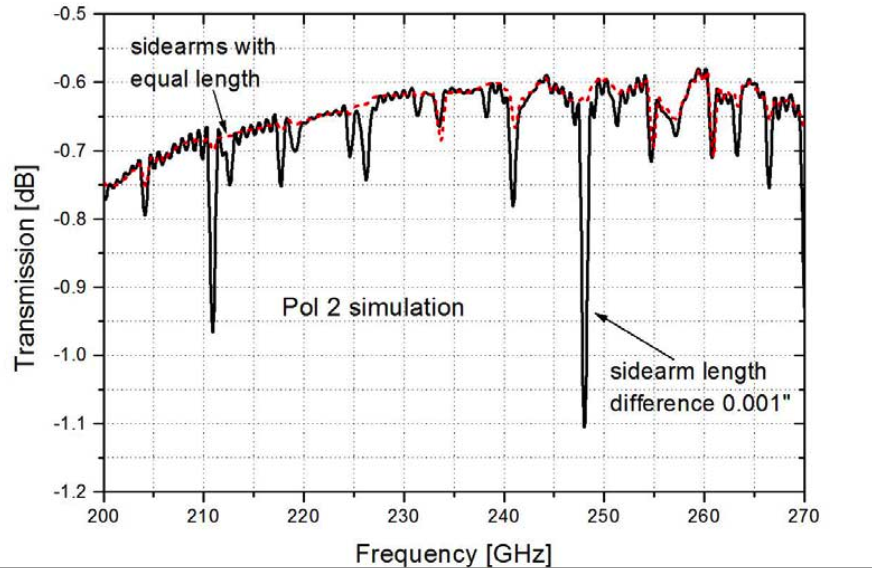 -0.5
sidearms with
equal length
-0.6
-0.7
-0.8
-0.9
-1.0
-1.1
-1.2
Transmission [dB]
Pol 2 simulation
sidearm length
difference 0.001"
200 210 220 230 240 250 260 270
Frequency [GHz]